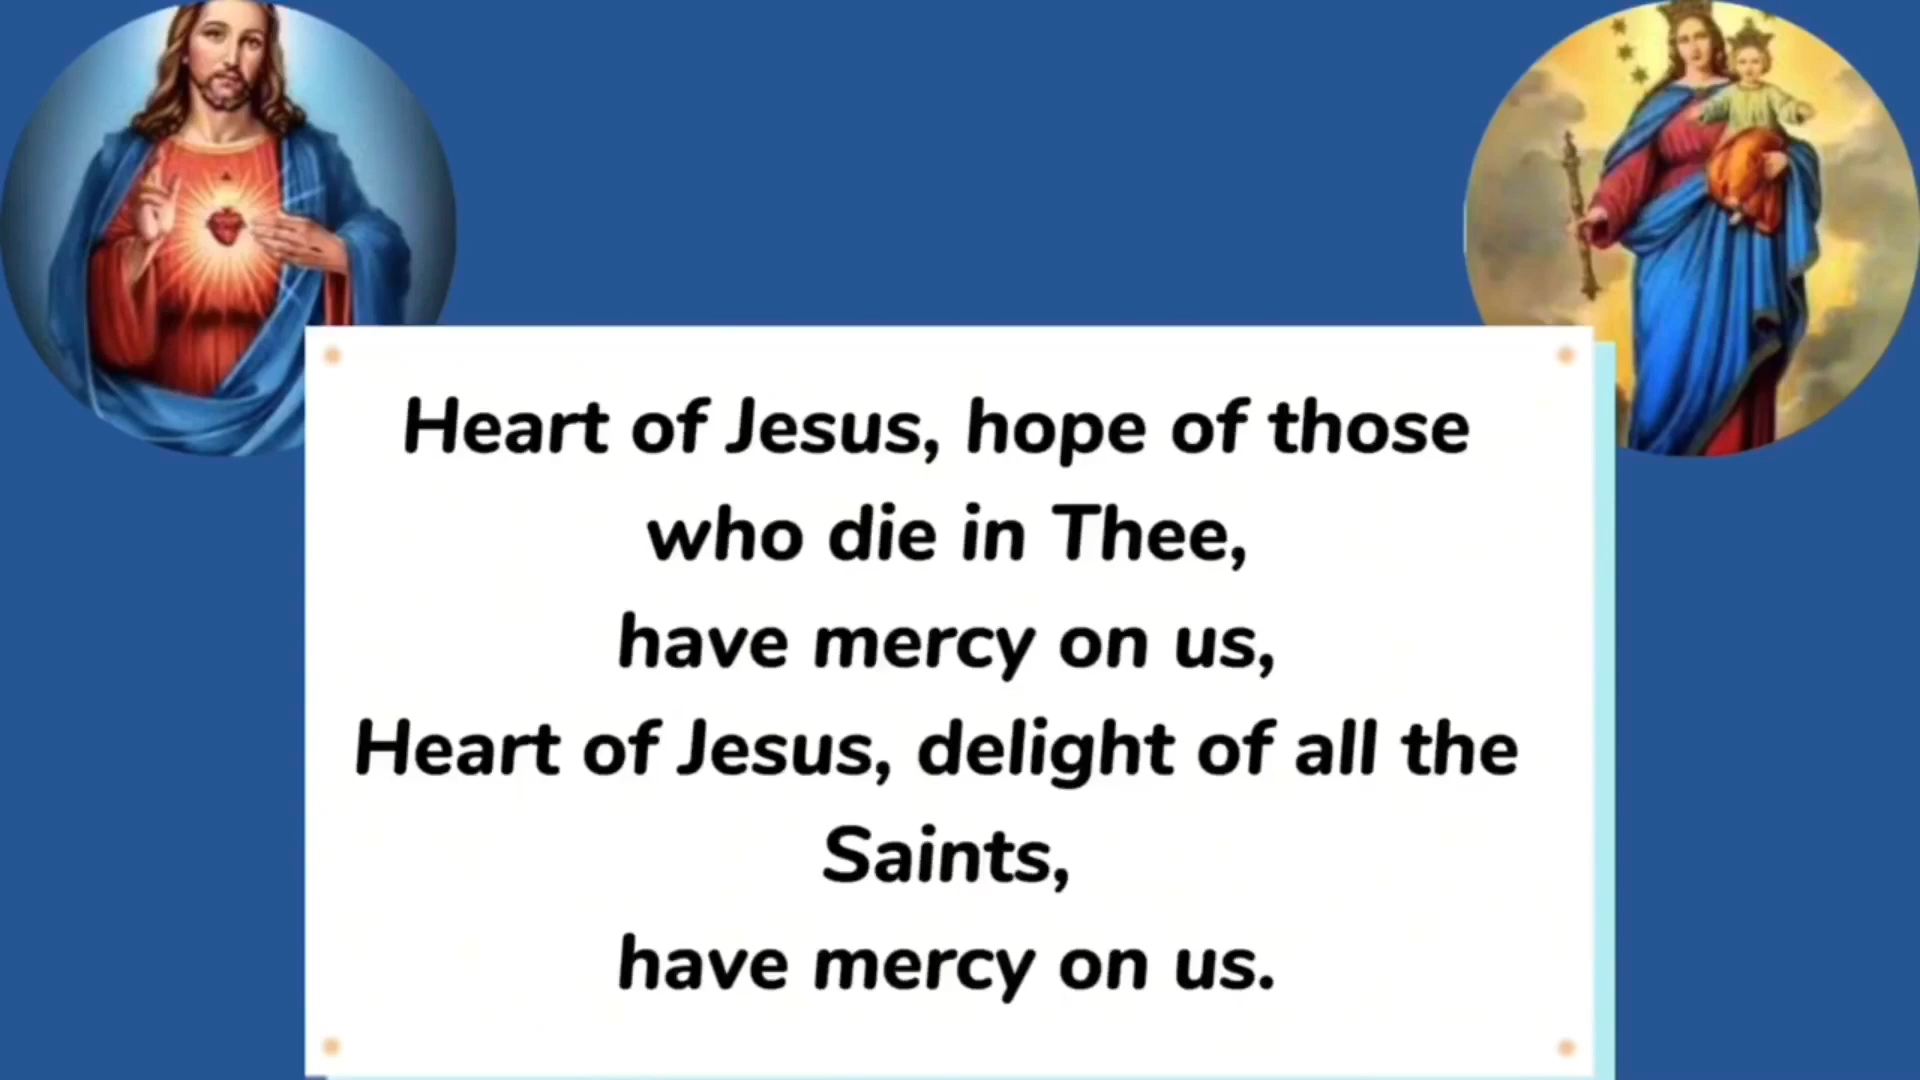 Heart of Jesus, hope of those
who die in Thee,
have mercy on us,
Heart of Jesus, delight of all the
Saints,
have mercy on us.